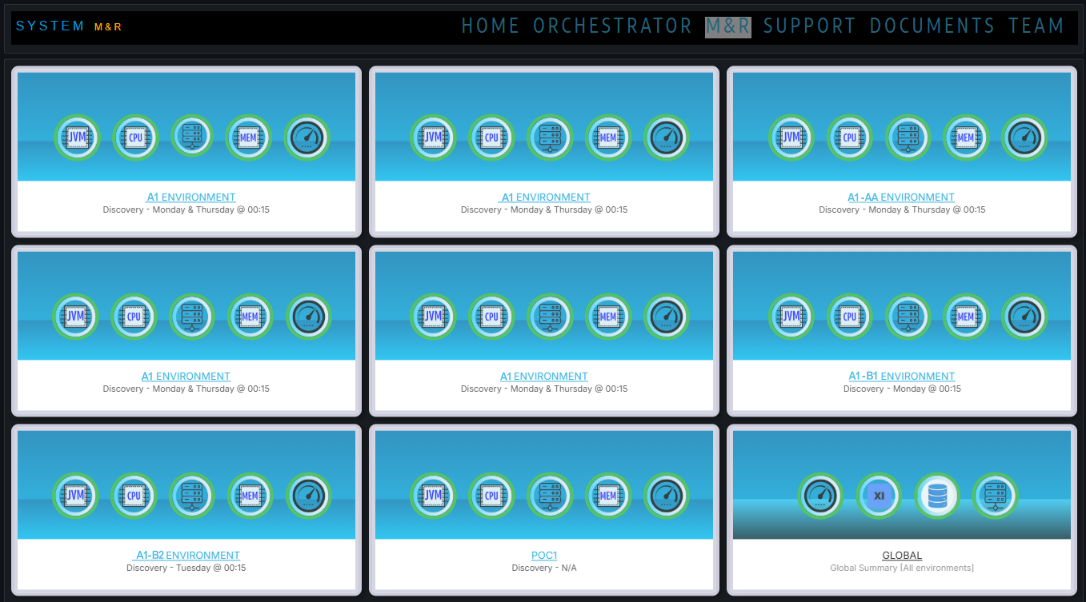 SYSTEM M&R
HOME ORCHESTRATOR M&R SUPPORT DOCUMENTS TEAM
JVM CPU MEM
A1 ENVIRONMENT
Discovery - Monday & Thursday @ 00:15
JVM CPU MEM
A1 ENVIRONMENT
Discovery - Monday & Thursday @ 00:15
JVM CPU MEM
A1-AA ENVIRONMENT
Discovery - Monday & Thursday @ 00:15
JVM CPU MEM
A1 ENVIRONMENT
Discovery - Monday & Thursday @ 00:15
JVM CPU MEM
A1 ENVIRONMENT
Discovery - Monday & Thursday @ 00:15
JVM CPU MEM
A1-B1 ENVIRONMENT
Discovery - Monday @ 00:15
JVM CPU MEM
A1-B2 ENVIRONMENT
Discovery - Tuesday @ 00:15
JVM CPU MEM
POC1
Discovery - N/A
XI
GLOBAL
Global Summary [All environments]